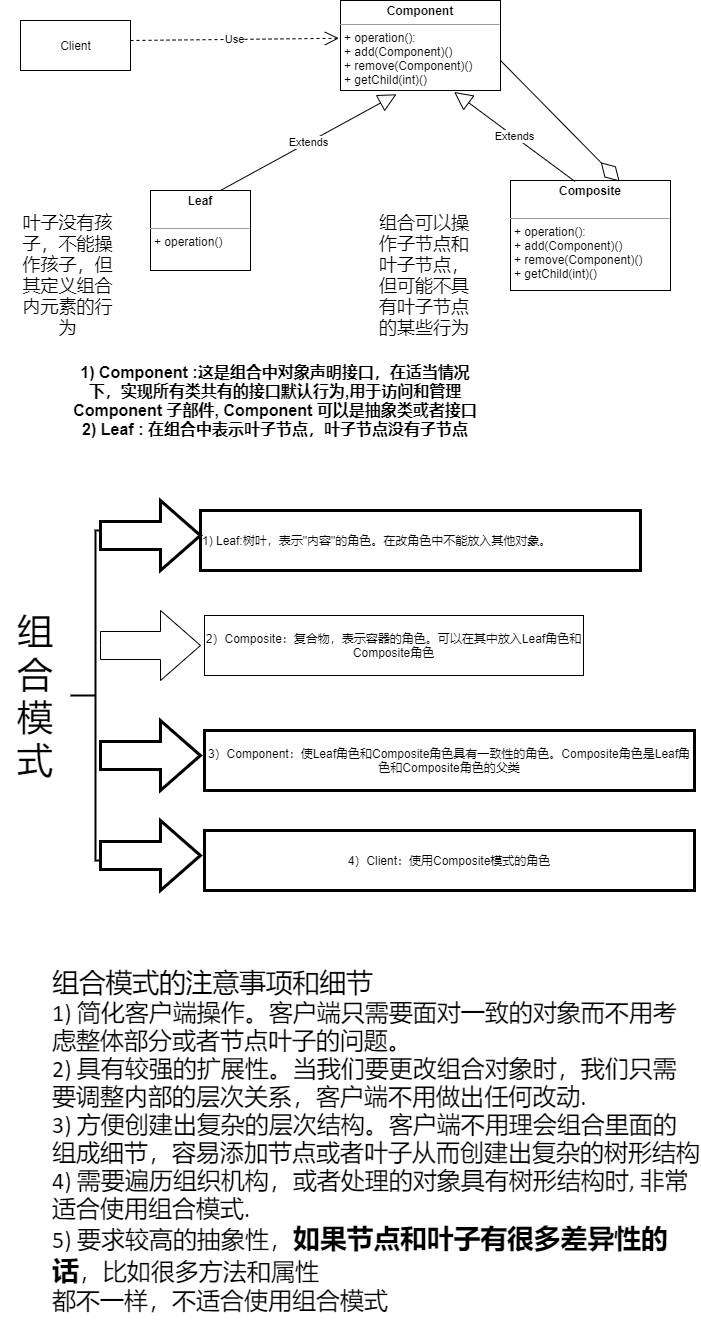 Component
Client
Use
+ operation():
+ add(Component)()
+ remove(Component)()
+ getChild(int)()
Extends
Extends
Leaf
+ operation()
Composite
+ operation():
+ add(Component)()
+ remove(Component)()
+ getChild(int)()
叶子没有孩
子，不能操
作孩子，但
其定义组合
内元素的行
为
组合可以操
作子节点和
叶子节点，
但可能不具
有叶子节点
的某些行为
1) Component :这是组合中对象声明接口，在适当情况
下，实现所有类共有的接口默认行为,用于访问和管理
Component 子部件, Component 可以是抽象类或者接口
2) Leaf : 在组合中表示叶子节点，叶子节点没有子节点
组
合
模
式
1) Leaf:树叶，表示"内容"的角色。在改角色中不能放入其他对象。
2）Composite：复合物，表示容器的角色。可以在其中放入Leaf角色和
Composite角色
3）Component：使Leaf角色和Composite角色具有一致性的角色。Composite角色是Leaf角
色和Composite角色的父类
4）Client：使用Composite模式的角色
组合模式的注意事项和细节
1) 简化客户端操作。客户端只需要面对一致的对象而不用考
虑整体部分或者节点叶子的问题。
2) 具有较强的扩展性。当我们要更改组合对象时，我们只需
要调整内部的层次关系，客户端不用做出任何改动.
3) 方便创建出复杂的层次结构。客户端不用理会组合里面的
组成细节，容易添加节点或者叶子从而创建出复杂的树形结构
4) 需要遍历组织机构，或者处理的对象具有树形结构时, 非常
适合使用组合模式.
5) 要求较高的抽象性，如果节点和叶子有很多差异性的
话，比如很多方法和属性
都不一样，不适合使用组合模式